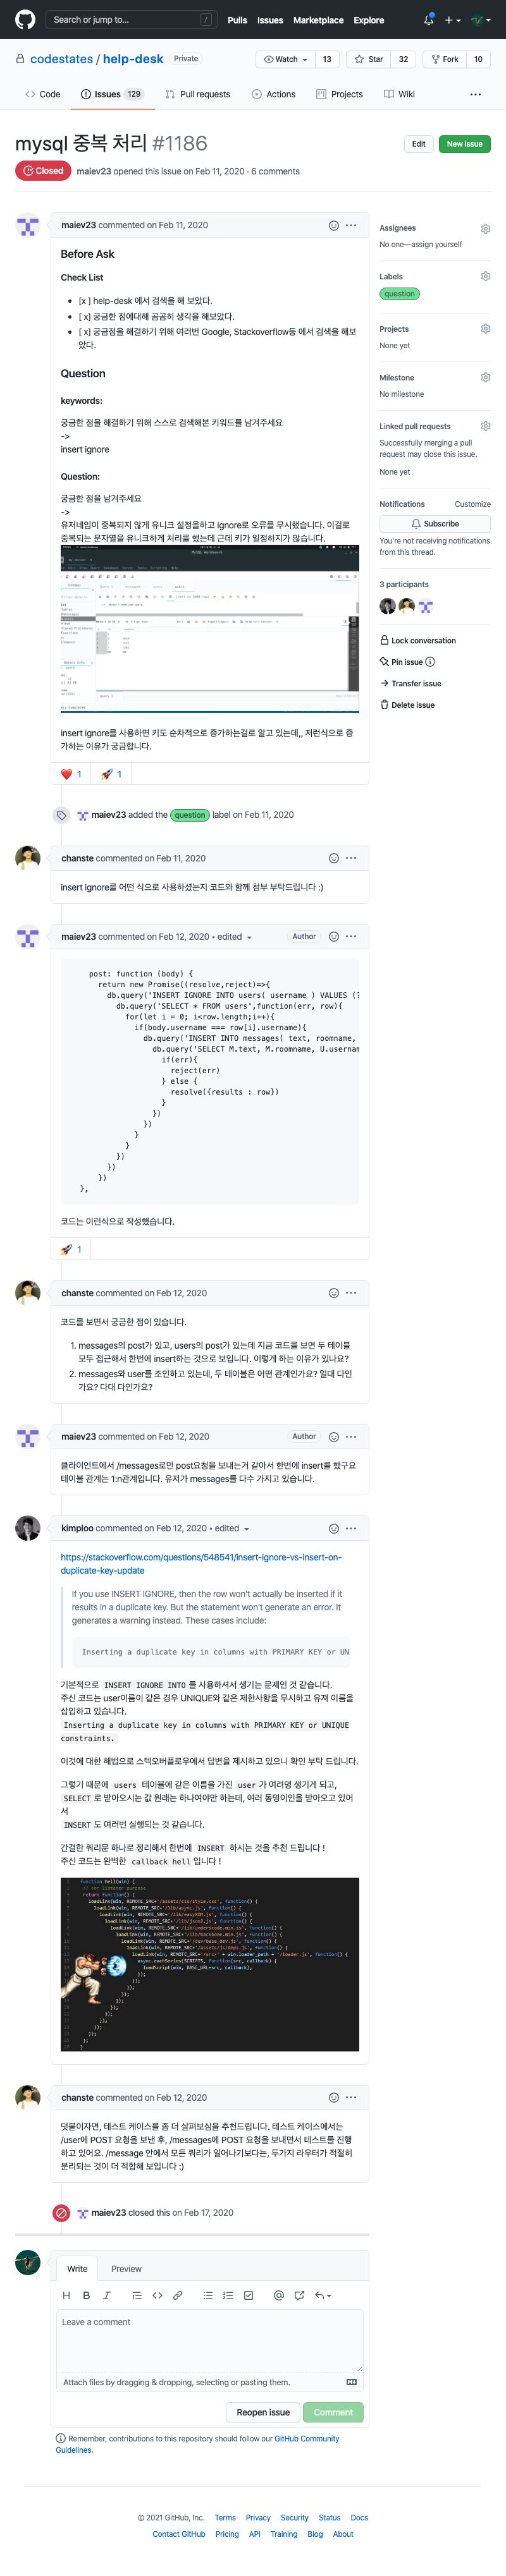 Search or jump to...
/
Pulls Issues Marketplace Explore
codestates / help-desk Private
Watch 13 Star 32 Fork 10
Code Issues 129 Pull requests Actions Projects Wiki
mysql 중복 처리 #1186
Edit New issue
Closed maiev23 opened this issue on Feb 11, 2020 · 6 comments
maiev23 commented on Feb 11, 2020
Before Ask
Check List
• [x ] help-desk 에서 검색을 해 보았다.
• [ x] 궁금한 점에대해 곰곰히 생각을 해보았다.
• [ x] 궁금점을 해결하기 위해 여러번 Google, Stackoverflow등 에서 검색을 해보
았다.
Question
keywords:
궁금한 점을 해결하기 위해 스스로 검색해본 키워드를 남겨주세요
->
insert ignore
Question:
궁금한 점을 남겨주세요
->
유저네임이 중복되지 않게 유니크 설정을하고 ignore로 오류를 무시했습니다. 이걸로
중복되는 문자열을 유니크하게 처리를 했는데 근데 키가 일정하지가 않습니다.
insert ignore를 사용하면 키도 순차적으로 증가하는걸로 알고 있는데,, 저런식으로 증
가하는 이유가 궁금합니다.
1 1
Assignees
No one—assign yourself
Labels
question
Projects
None yet
Milestone
No milestone
Linked pull requests
Successfully merging a pull
request may close this issue.
None yet
Notifications Customize
Subscribe
You're not receiving notifications
from this thread.
3 participants
Lock conversation
Pin issue
Transfer issue
Delete issue
maiev23 added the question label on Feb 11, 2020
chanste commented on Feb 11, 2020
insert ignore를 어떤 식으로 사용하셨는지 코드와 함께 첨부 부탁드립니다 :)
maiev23 commented on Feb 12, 2020 • edited Author
post: function (body) {
return new Promise((resolve,reject)=>{
db.query('INSERT IGNORE INTO users( username ) VALUES (?
db.query('SELECT * FROM users',function(err, row){
for(let i = 0; i<row.length;i++){
if(body.username === row[i].username){
db.query('INSERT INTO messages( text, roomname,
db.query('SELECT M.text, M.roomname, U.usernam
if(err){
reject(err)
} else {
resolve({results : row})
}
})
})
}
}
})
})
})
},
코드는 이런식으로 작성했습니다.
1
chanste commented on Feb 12, 2020
코드를 보면서 궁금한 점이 있습니다.
1. messages의 post가 있고, users의 post가 있는데 지금 코드를 보면 두 테이블
모두 접근해서 한번에 insert하는 것으로 보입니다. 이렇게 하는 이유가 있나요?
2. messages와 user를 조인하고 있는데, 두 테이블은 어떤 관계인가요? 일대 다인
가요? 다대 다인가요?
maiev23 commented on Feb 12, 2020 Author
클라이언트에서 /messages로만 post요청을 보내는거 같아서 한번에 insert를 했구요
테이블 관계는 1:n관계입니다. 유저가 messages를 다수 가지고 있습니다.
kimploo commented on Feb 12, 2020 • edited
https://stackoverflow.com/questions/548541/insert-ignore-vs-insert-on-
duplicate-key-update
If you use INSERT IGNORE, then the row won't actually be inserted if it
results in a duplicate key. But the statement won't generate an error. It
generates a warning instead. These cases include:
Inserting a duplicate key in columns with PRIMARY KEY or UN
기본적으로 INSERT IGNORE INTO 를 사용하셔서 생기는 문제인 것 같습니다.
주신 코드는 user이름이 같은 경우 UNIQUE와 같은 제한사항을 무시하고 유져 이름을
삽입하고 있습니다.
Inserting a duplicate key in columns with PRIMARY KEY or UNIQUE
constraints.
이것에 대한 해법으로 스텍오버플로우에서 답변을 제시하고 있으니 확인 부탁 드립니다.
그렇기 때문에 users 테이블에 같은 이름을 가진 user 가 여러명 생기게 되고,
SELECT 로 받아오시는 값 원래는 하나여야만 하는데, 여러 동명이인을 받아오고 있어
서
INSERT 도 여러번 실행되는 것 같습니다.
간결한 쿼리문 하나로 정리해서 한번에 INSERT 하시는 것을 추천 드립니다 !
주신 코드는 완벽한 callback hell 입니다 !
chanste commented on Feb 12, 2020
덧붙이자면, 테스트 케이스를 좀 더 살펴보심을 추천드립니다. 테스트 케이스에서는
/user에 POST 요청을 보낸 후, /messages에 POST 요청을 보내면서 테스트를 진행
하고 있어요. /message 안에서 모든 쿼리가 일어나기보다는, 두가지 라우터가 적절히
분리되는 것이 더 적합해 보입니다 :)
maiev23 closed this on Feb 17, 2020
Write Preview
Leave a comment
Attach files by dragging & dropping, selecting or pasting them.
Reopen issue Comment
Remember, contributions to this repository should follow our GitHub Community
Guidelines.
© 2021 GitHub, Inc. Terms Privacy Security Status Docs
Contact GitHub Pricing API Training Blog About